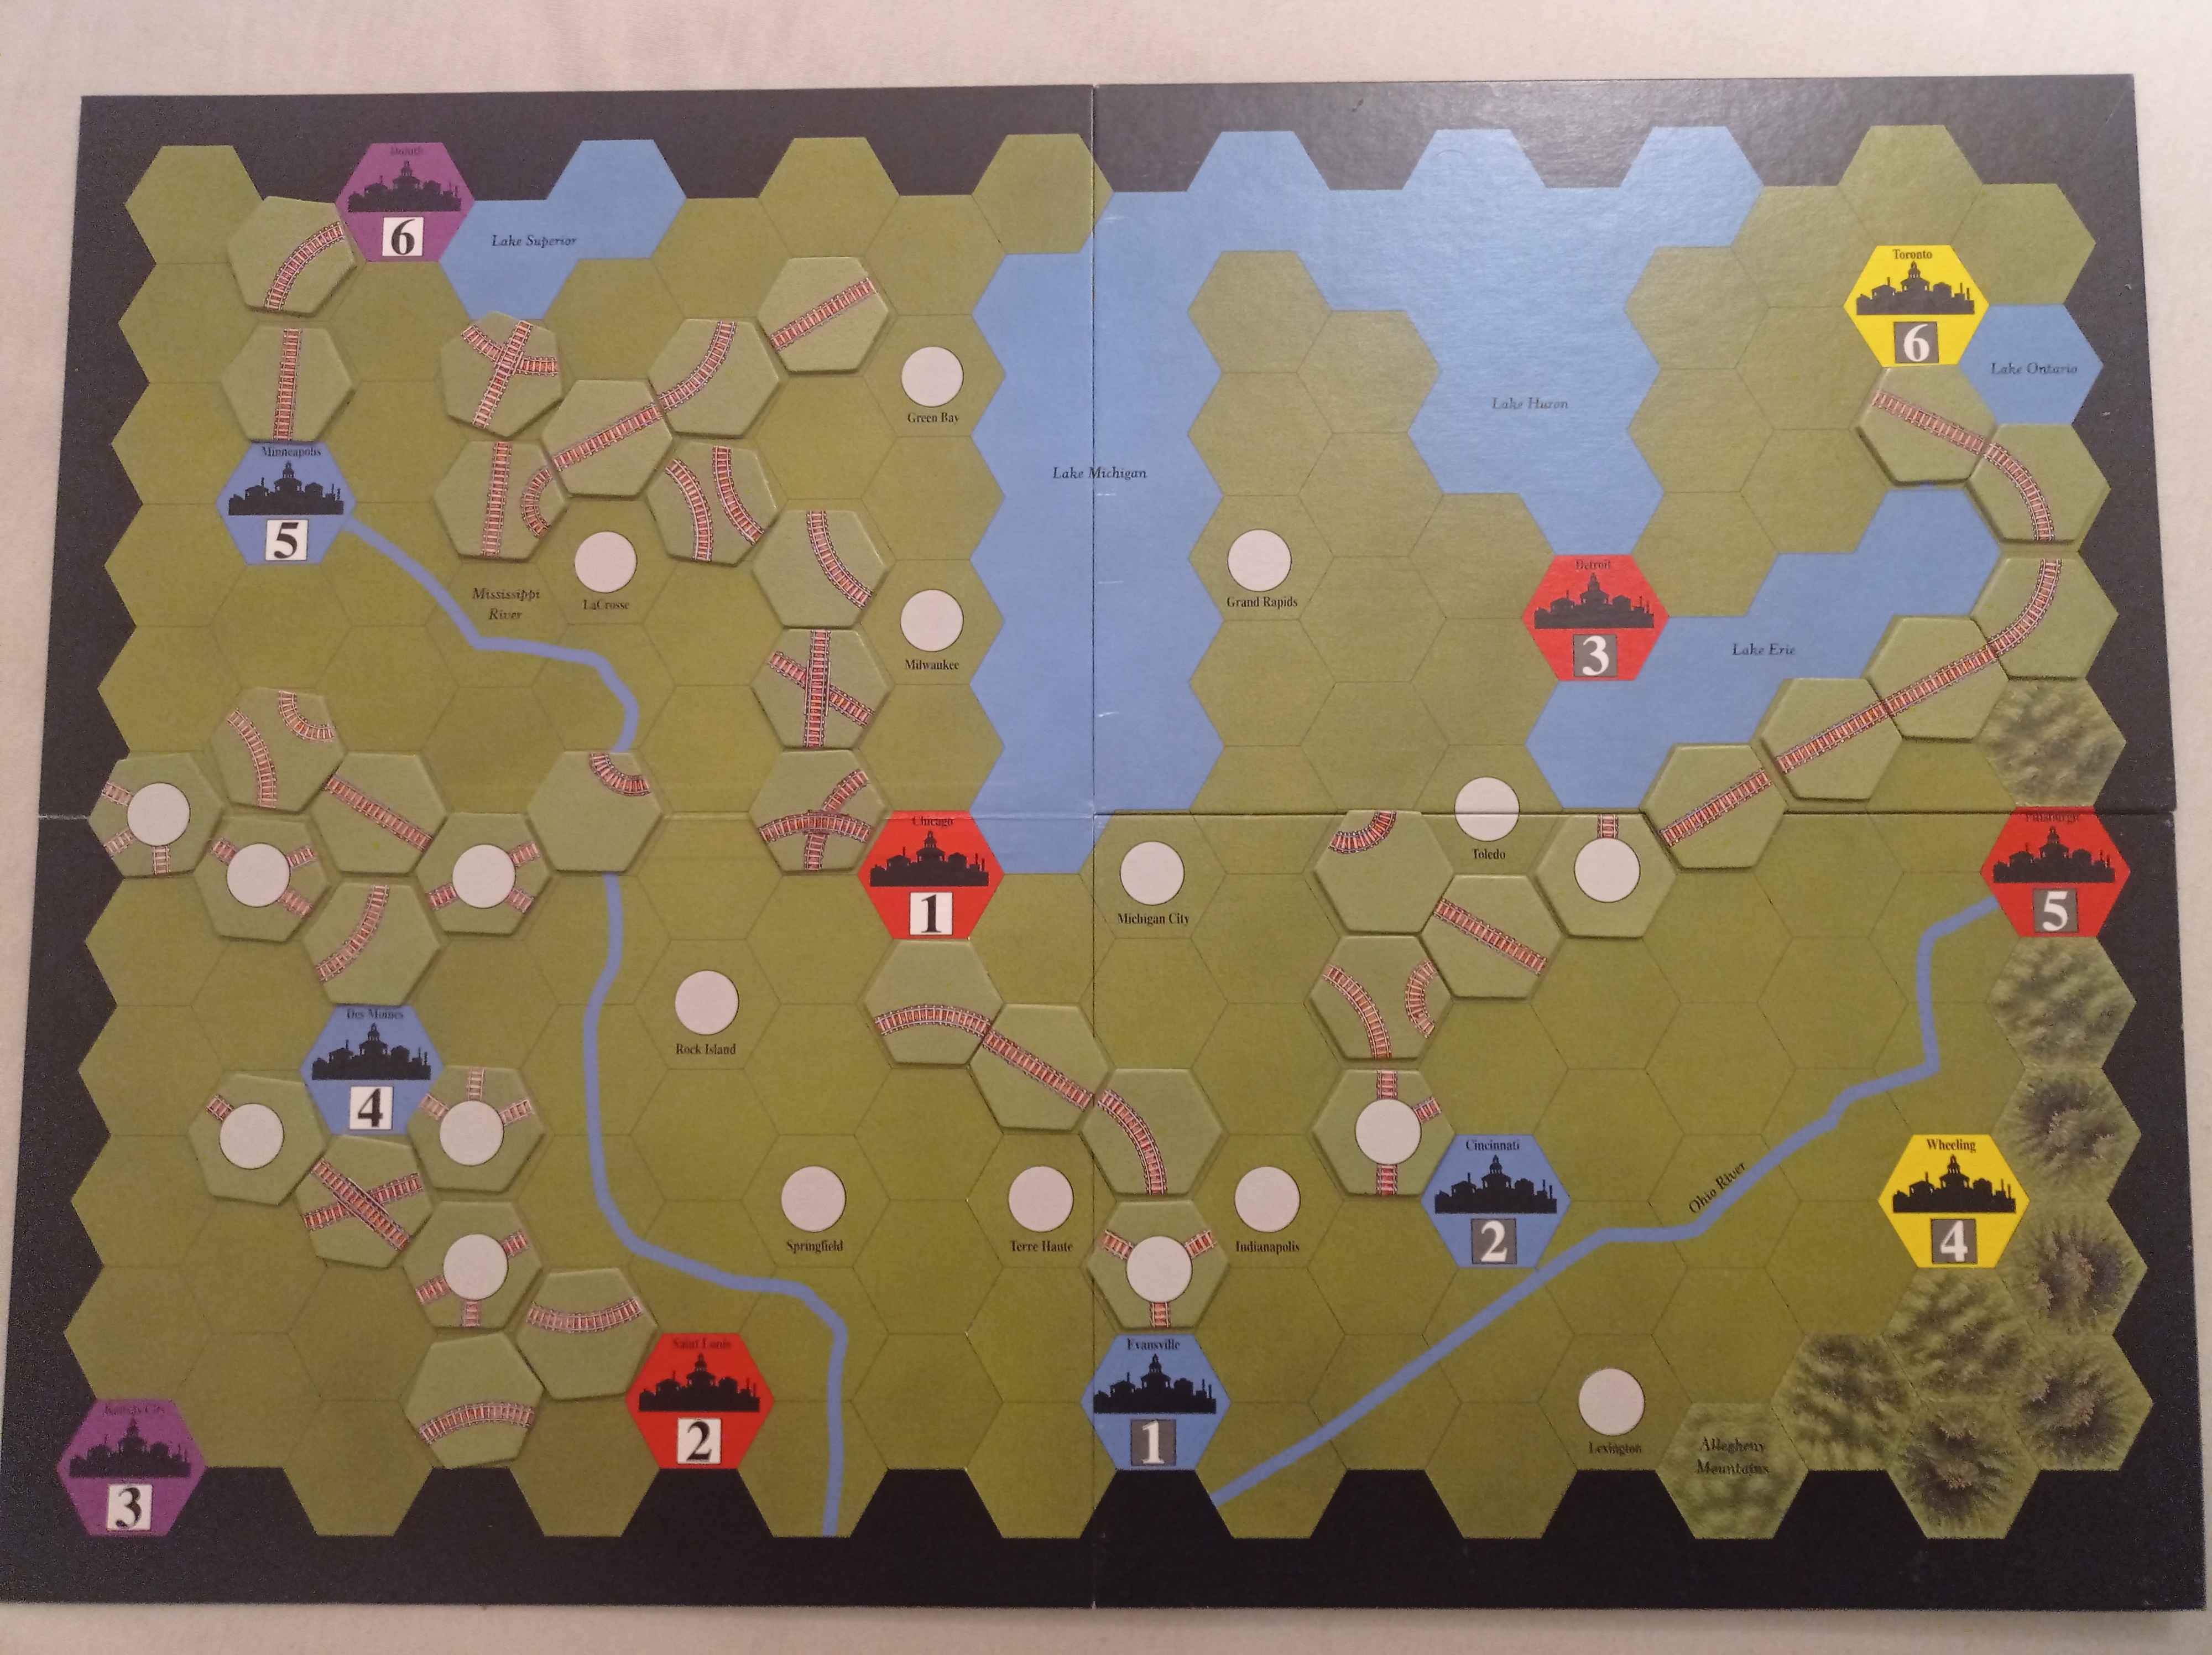 Duluth
6
Lake Superior
Toronto
6
Lake Ontario
Green Bay
Lake Huron
Minneapolis
5
Lake Michigan
Mississippi
River
LaCrosse
Grand Rapids
Detroit
3
Milwaukee
Lake Erie
Chicago
1
Toledo
Michigan City
Pittsburgh
5
Rock Island
Des Moines
4
Cincinnati
2
Wheeling
4
Ohio River
Springfield
Terre Haute
Indianapolis
Saint Louis
2
Evansville
1
Lexington
Allegheny
Mountains
Kansas City
3